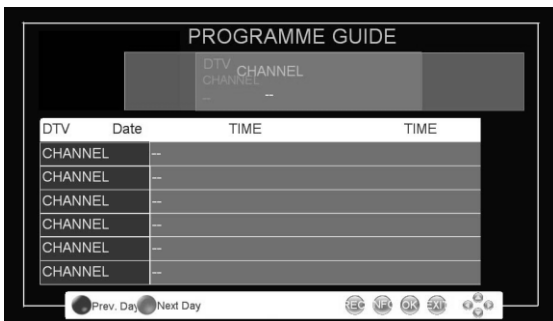 PROGRAMME GUIDE
DTV
CHANNEL
CHANNEL
--
--
DTV Date TIME TIME
CHANNEL --
CHANNEL --
CHANNEL --
CHANNEL --
CHANNEL --
CHANNEL --
Prev. Day Next Day REC INFO OK EXIT